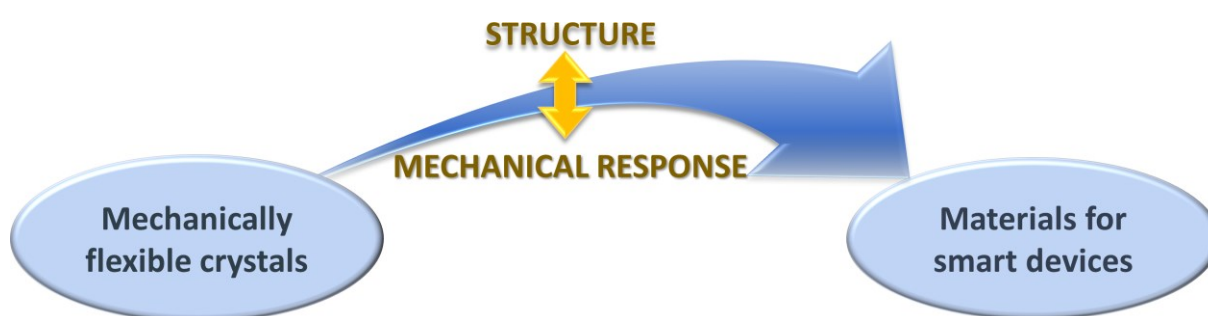 STRUCTURE
MECHANICAL RESPONSE
Mechanically
flexible crystals
Materials for
smart devices